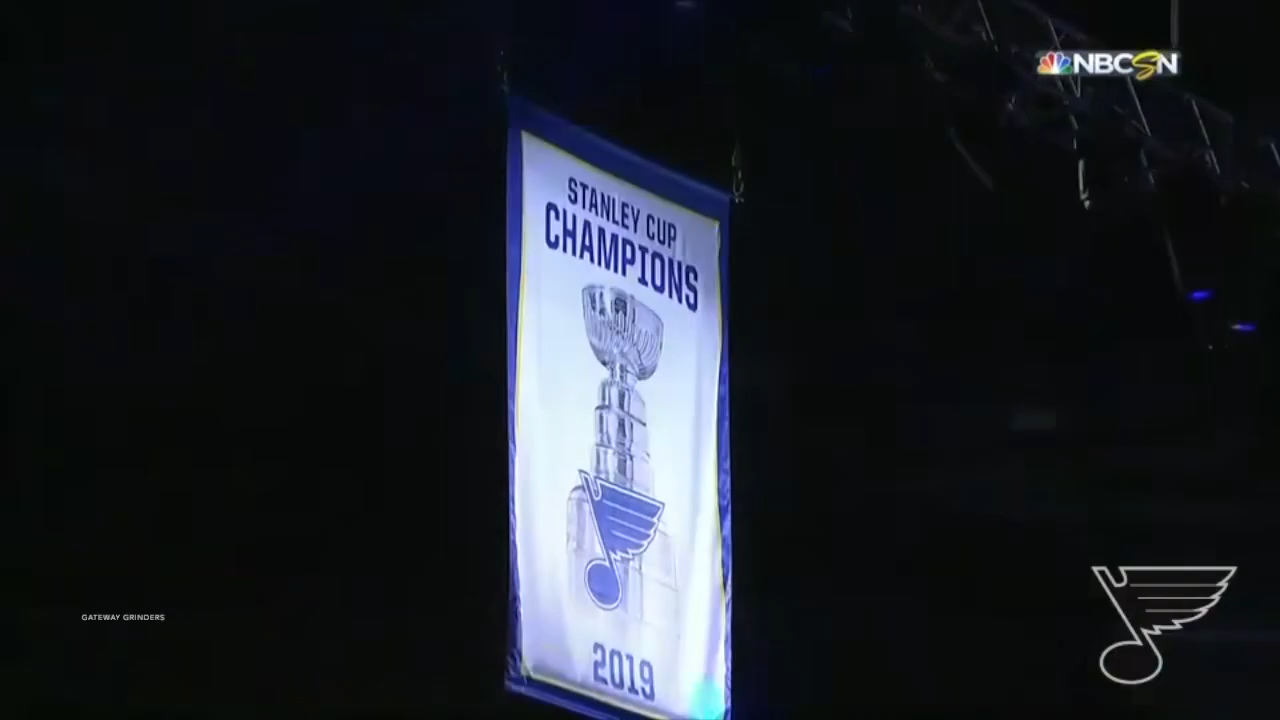 NBCSN
STANLEY CUP
CHAMPIONS
GATEWAY GRINDERS
2019